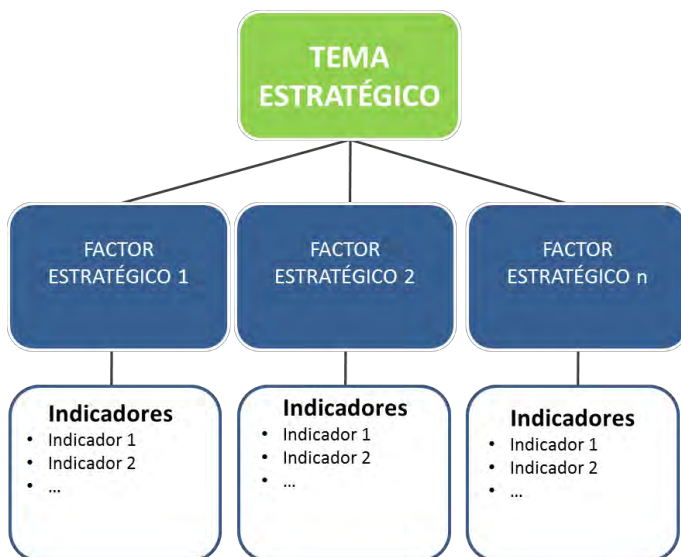 TEMA
ESTRATÉGICO
FACTOR
ESTRATÉGICO 1
FACTOR
ESTRATÉGICO 2
FACTOR
ESTRATÉGICO n
Indicadores
• Indicador 1
• Indicador 2
• ...
Indicadores
• Indicador 1
• Indicador 2
• ...
Indicadores
• Indicador 1
• Indicador 2
• ...